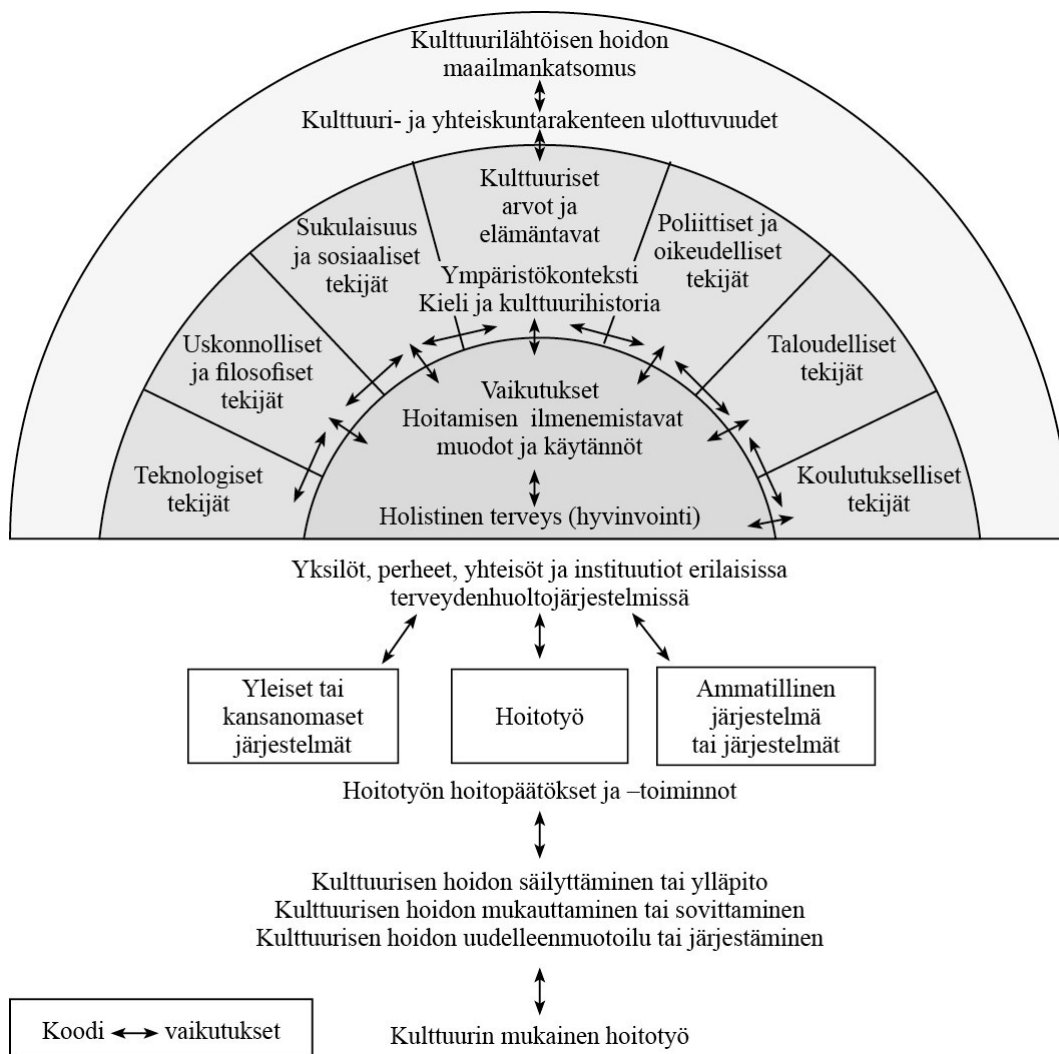 Kulttuurilähtöisen hoidon
maailmankatsomus
Kulttuuri- ja yhteiskuntarakenteen ulottuvuudet
Kulttuuriset
arvot ja
elämäntavat
Sukulaisuus
ja sosiaaliset
tekijät
Poliittiset ja
oikeudelliset
tekijät
Ympäristökonteksti
Kieli ja kulttuurihistoria
Uskonnolliset
ja filosofiset
tekijät
Taloudelliset
tekijät
Vaikutukset
Hoitamisen ilmenemistavat
muodot ja käytännöt
Teknologiset
tekijät
Koulutukselliset
tekijät
Holistinen terveys (hyvinvointi)
Yksilöt, perheet, yhteisöt ja instituutiot erilaisissa
terveydenhuoltojärjestelmissä
Yleiset tai
kansanomaset
järjestelmät
Hoitotyö
Ammatillinen
järjestelmä
tai järjestelmät
Hoitotyön hoitopäätökset ja –toiminnot
Kulttuurisen hoidon säilyttäminen tai ylläpito
Kulttuurisen hoidon mukauttaminen tai sovittaminen
Kulttuurisen hoidon uudelleenmuotoilu tai järjestäminen
Koodi ↔ vaikutukset
Kulttuurin mukainen hoitotyö